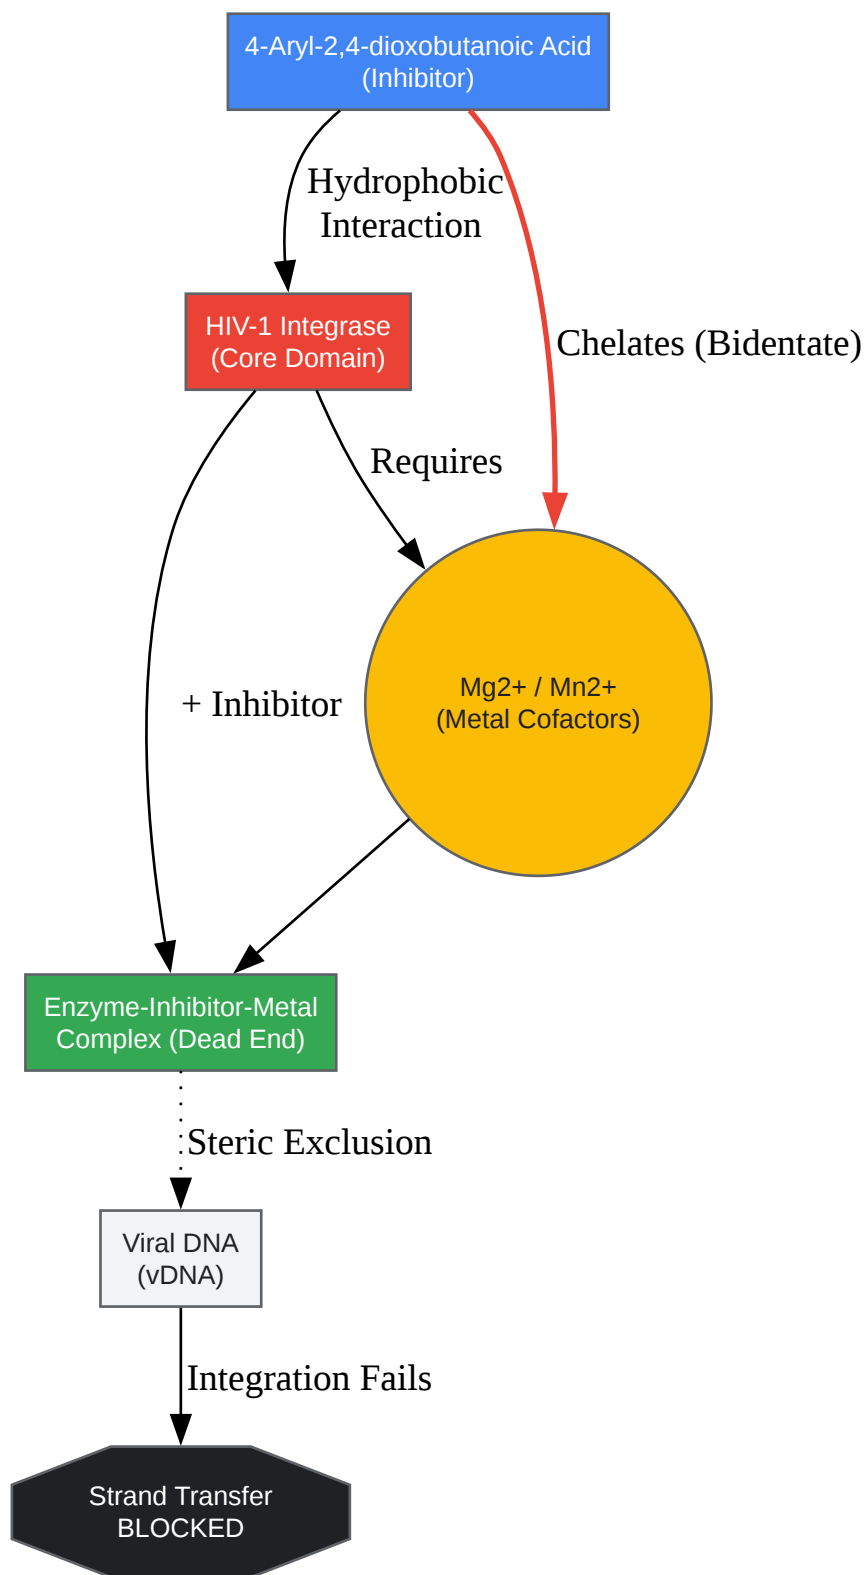 4-Aryl-2,4-dioxobutanoic Acid
(Inhibitor)
Hydrophobic
Interaction
HIV-1 Integrase
(Core Domain)
Chelates (Bidentate)
Requires
Mg2+ / Mn2+
(Metal Cofactors)
+ Inhibitor
Enzyme-Inhibitor-Metal
Complex (Dead End)
Steric Exclusion
Viral DNA
(vDNA)
Integration Fails
Strand Transfer
BLOCKED